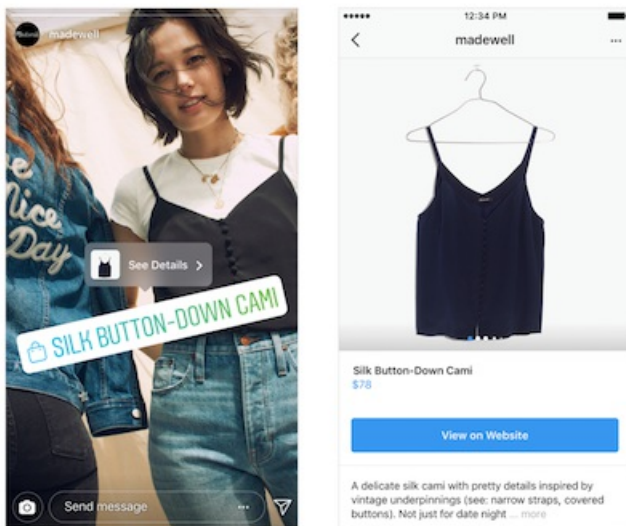 madewell
e
Nice
Day
See Details
SILK BUTTON-DOWN CAMI
Send message
12:34 PM
madewell
Silk Button-Down Cami
$78
View on Website
A delicate silk cami with pretty details inspired by
vintage underpinnings (see: narrow straps, covered
buttons). Not just for date night ... more